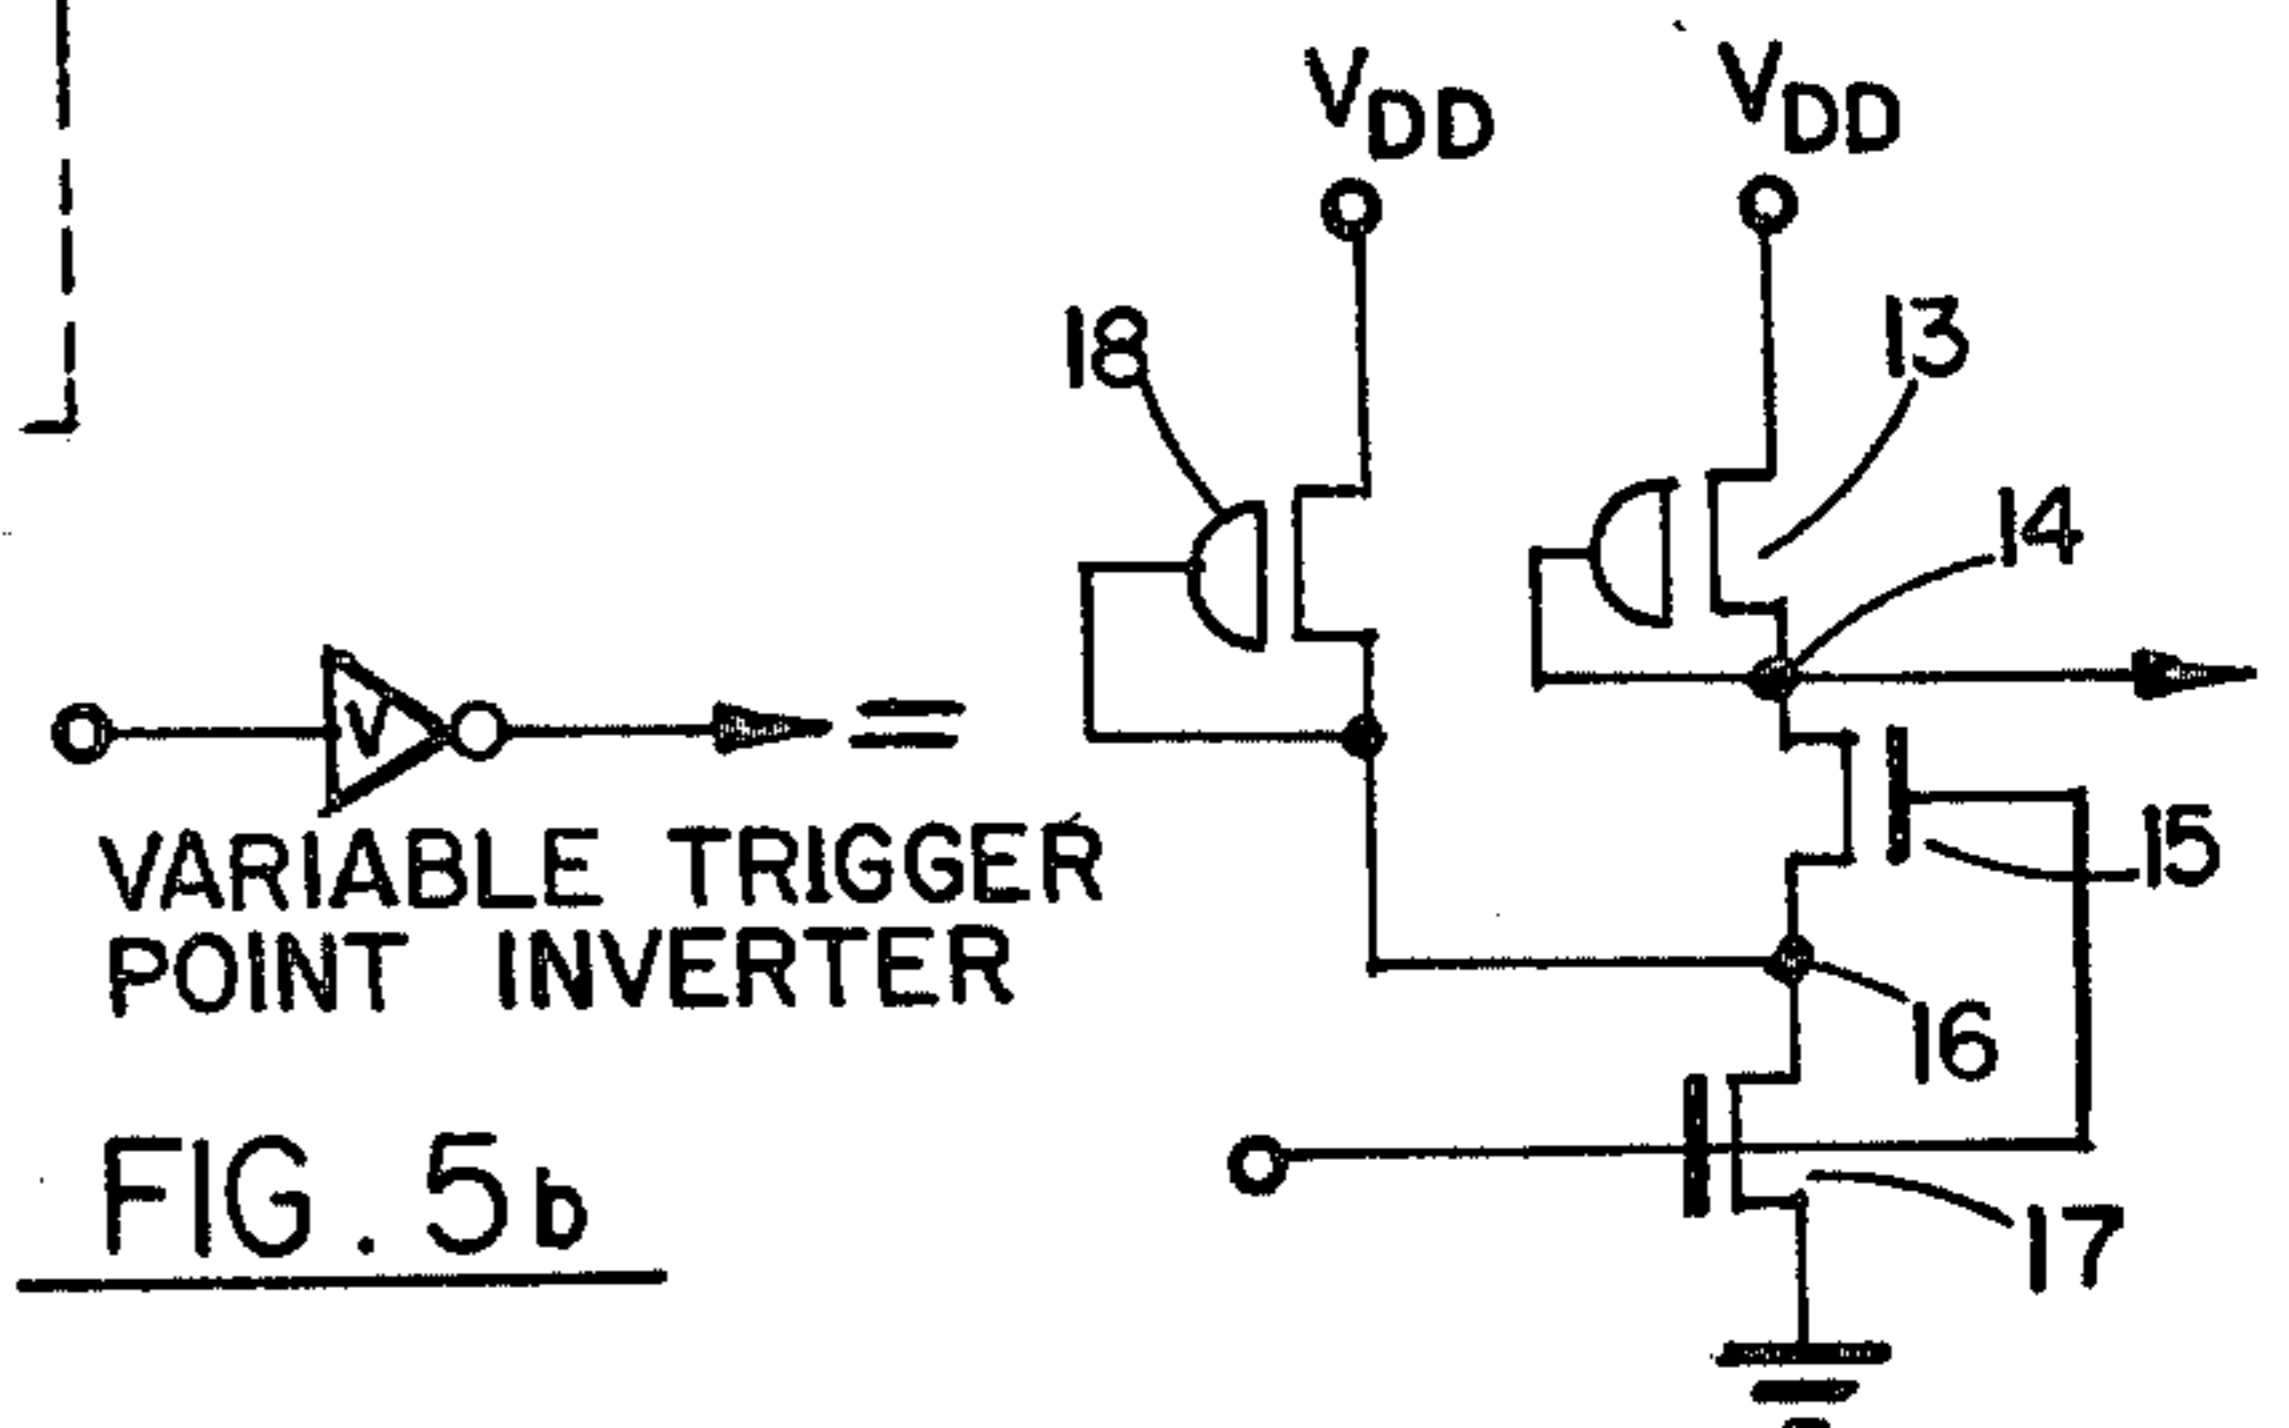 VDD
VDD
18
13
14
V
=
VARIABLE TRIGGER
POINT INVERTER
15
16
17
FIG. 5b